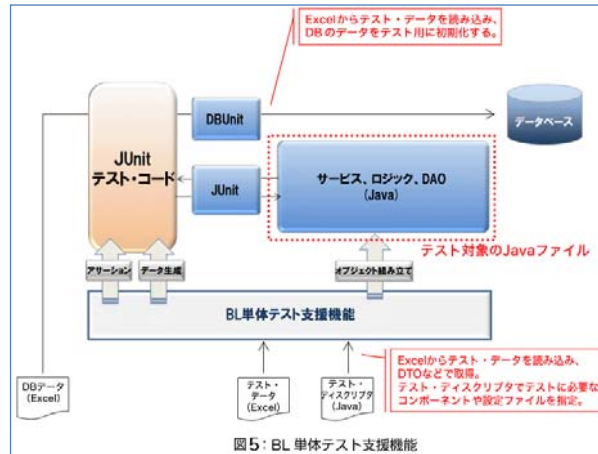 Excelからテスト・データを読み込み、
DBのデータをテスト用に初期化する。
DBUnit
データベース
JUnit
テスト・コード
JUnit
サービス、ロジック、DAO
(Java)
テスト対象のJavaファイル
アサーション
データ生成
オブジェクト組み立て
BL単体テスト支援機能
Excelからテスト・データを読み込み、
DTOなどで取得。
テスト・ディスクリプタでテストに必要な
コンポーネントや設定ファイルを指定。
DBデータ
(Excel)
テスト・
データ
(Excel)
テスト・
ディスクリプタ
(Java)
図5：BL単体テスト支援機能